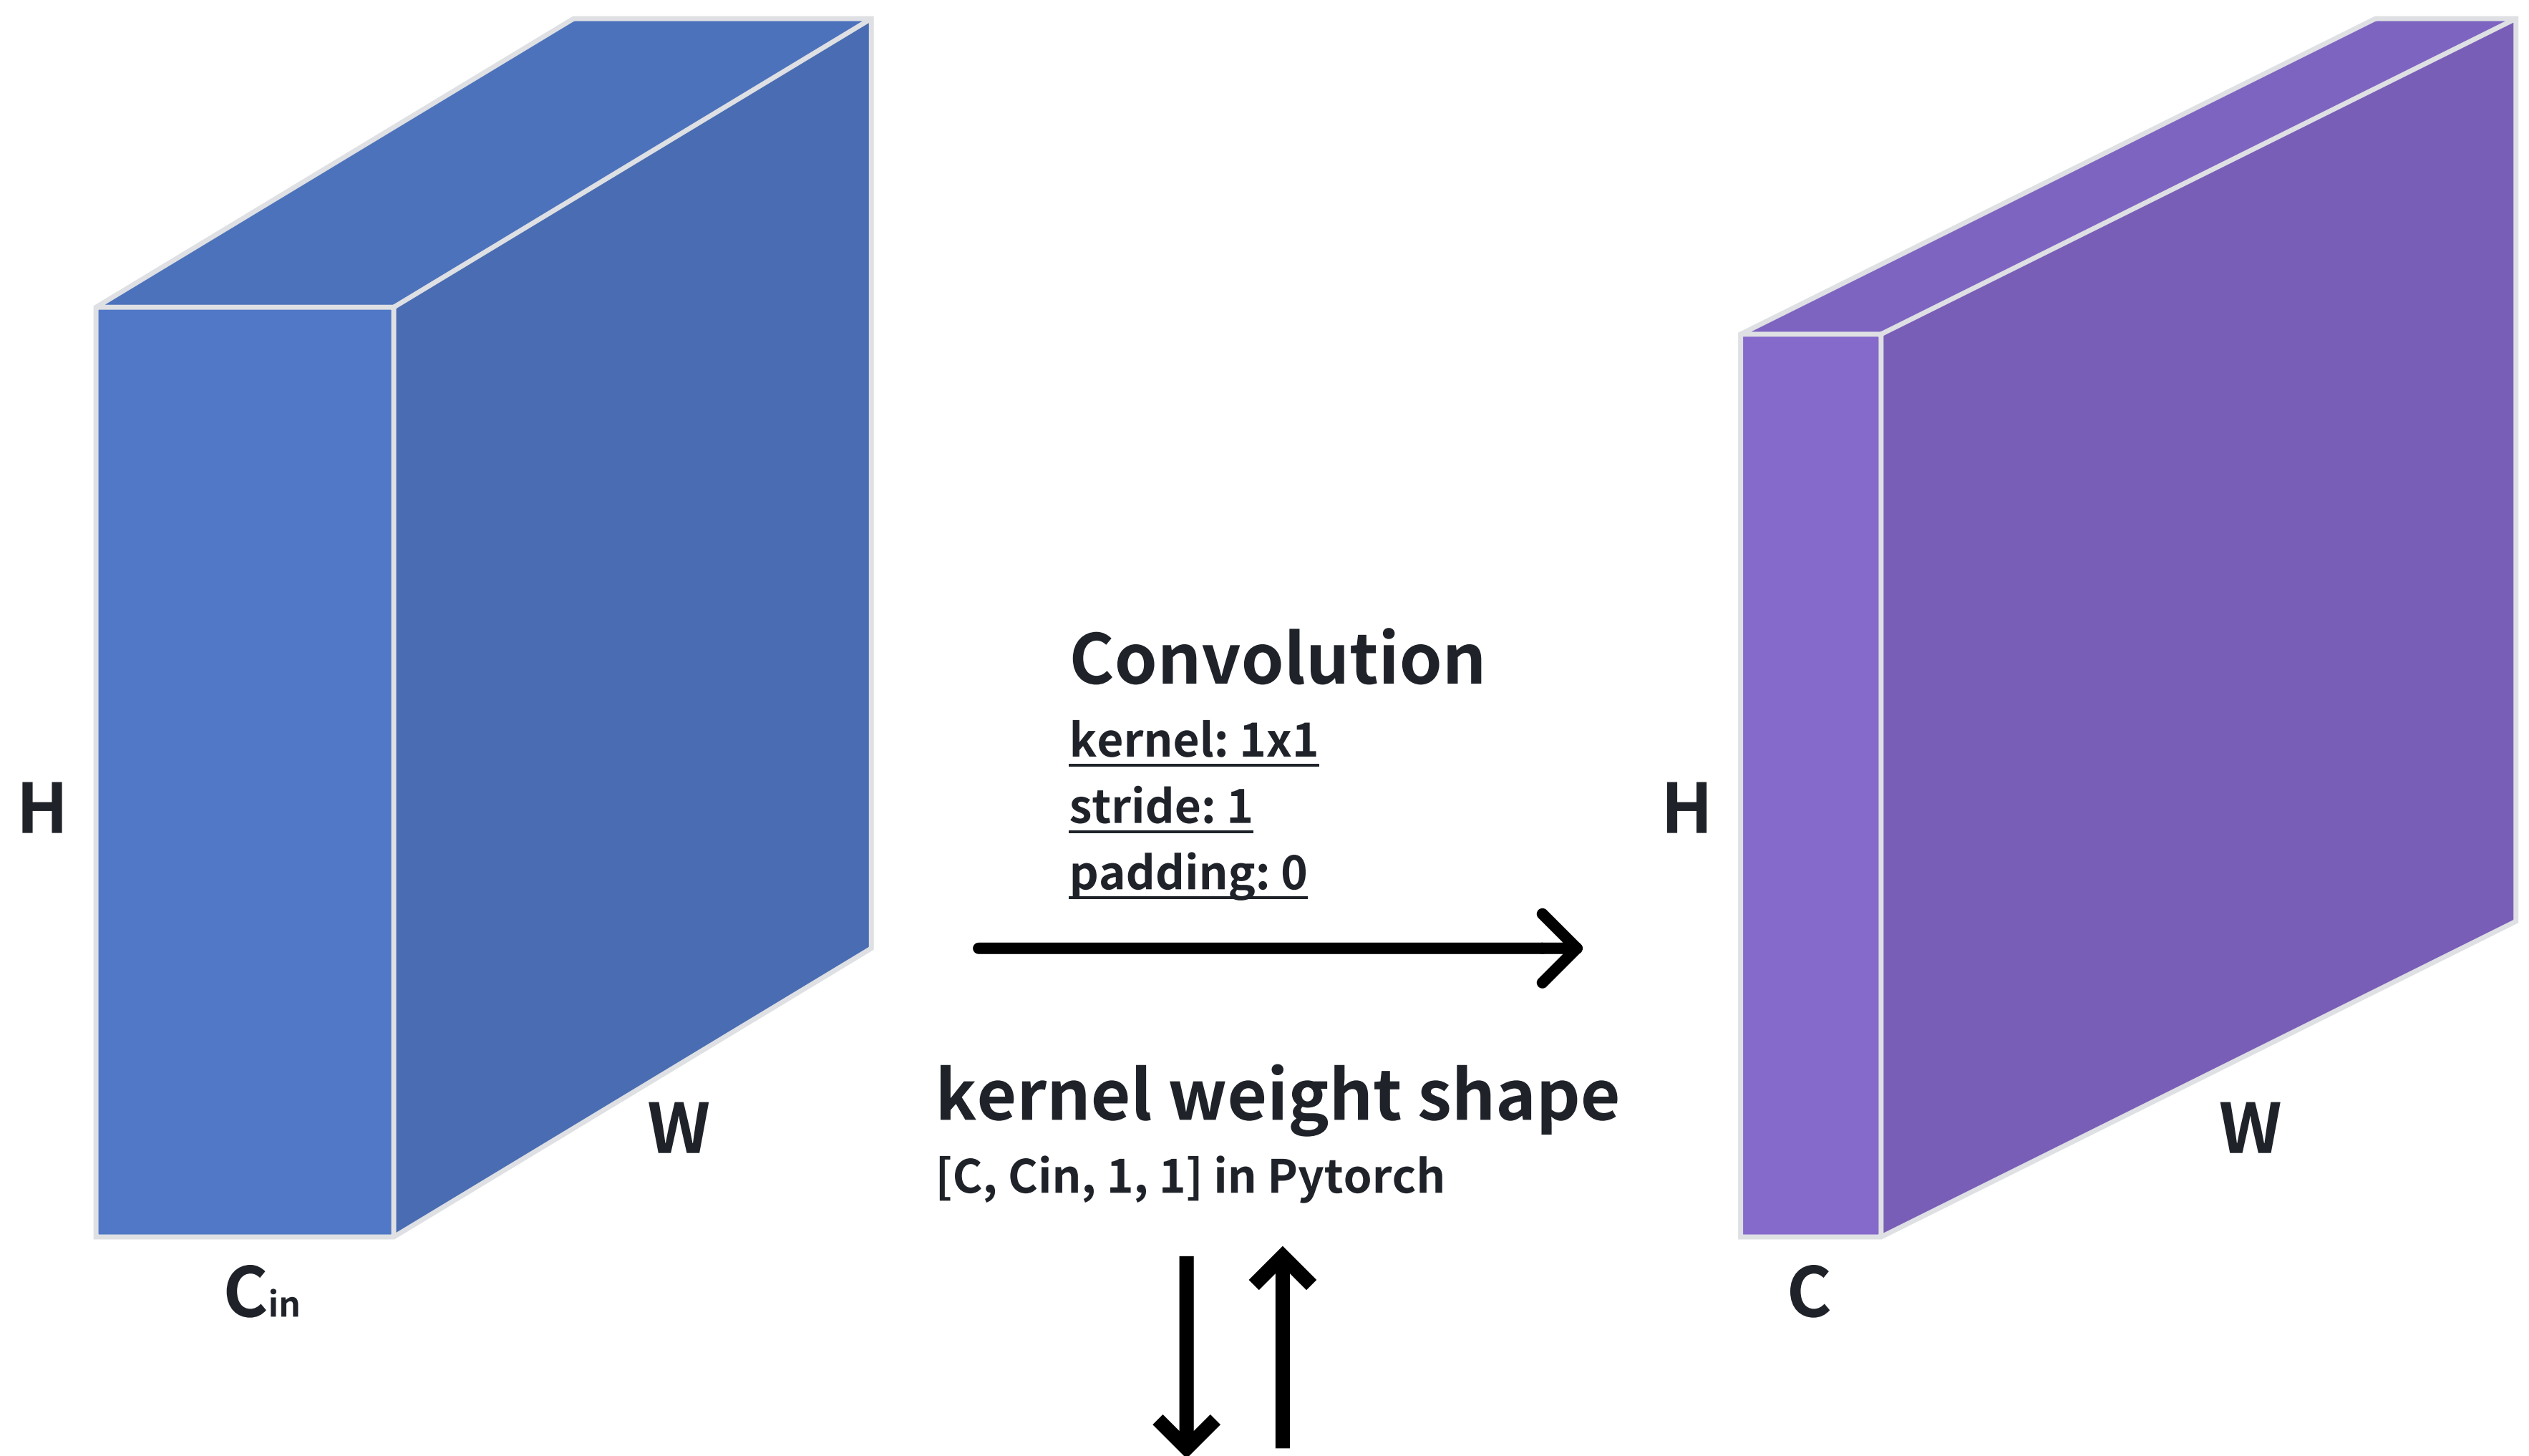 Convolution
kernel: 1x1
stride: 1
padding: 0
H
H
kernel weight shape
[C, Cin, 1, 1] in Pytorch
W
W
Cin
C